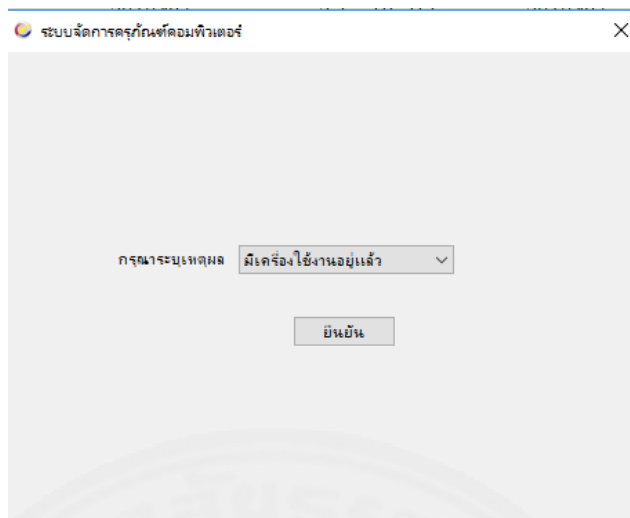 ระบบจัดการครุภัณฑ์คอมพิวเตอร์
กรุณาระบุเหตุผล มีเครื่องใช้งานอยู่แล้ว
ยืนยัน